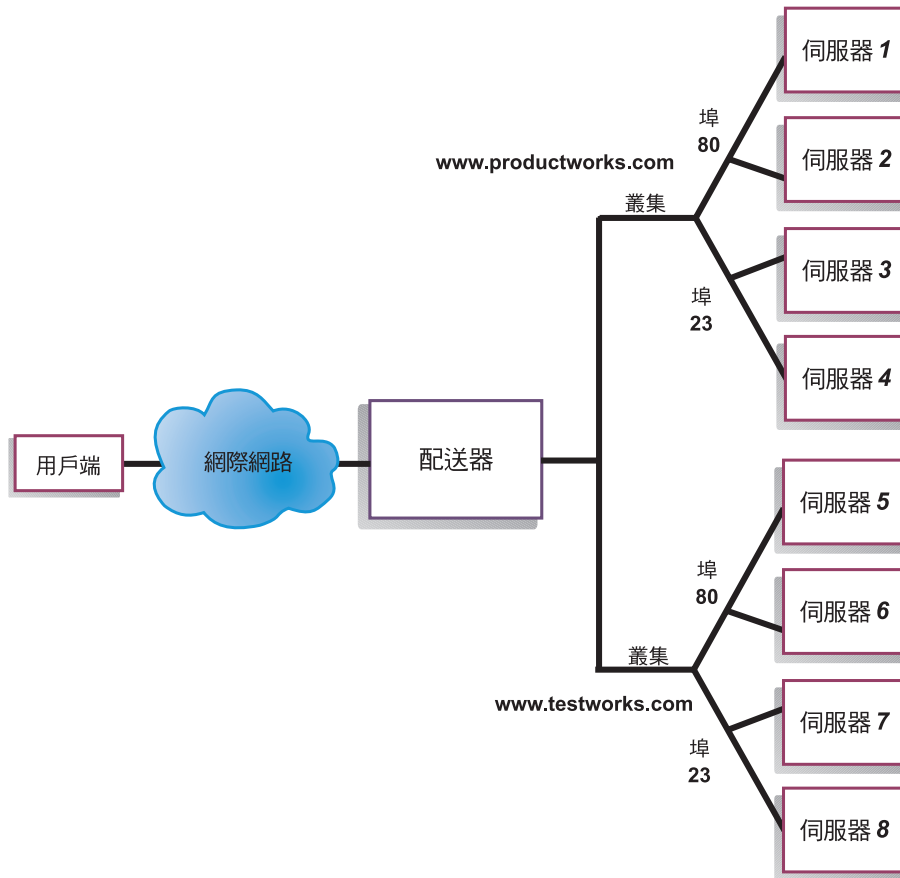 伺服器 1
埠
80
伺服器 2
www.productworks.com
叢集
伺服器 3
埠
23
伺服器 4
用戶端
網際網路
配送器
伺服器 5
埠
80
伺服器 6
叢集
www.testworks.com
伺服器 7
埠
23
伺服器 8